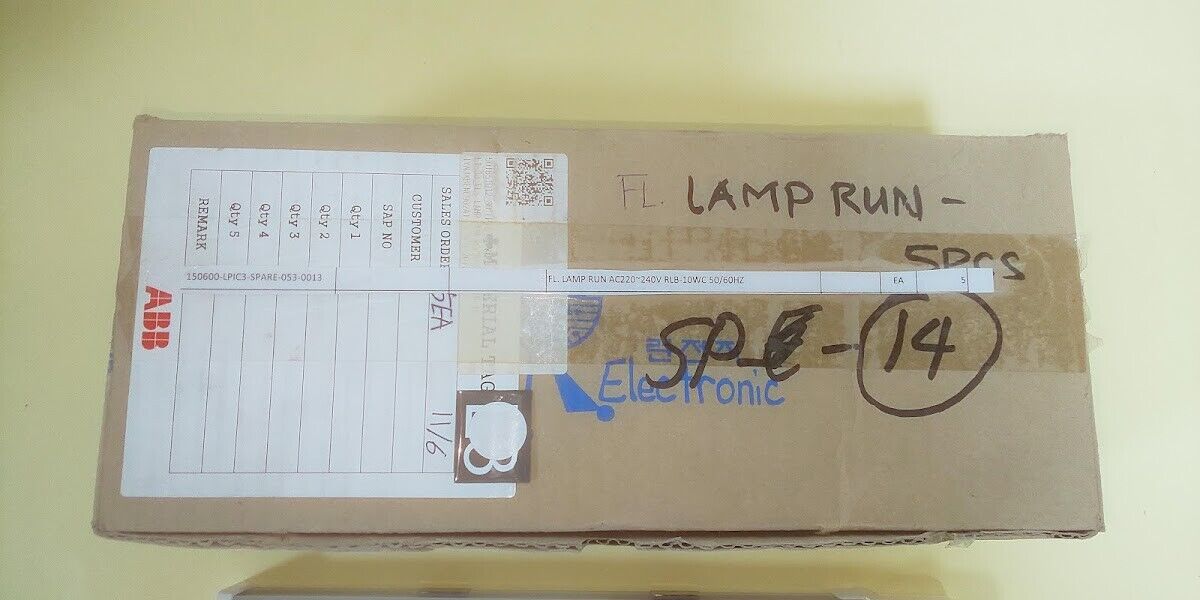 FL. LAMP RUN -
5PCS
SP - 14
150600-LPIC3-SPARE-053-0013 FL. LAMP RUN AC220~240V RLB-10WC 50/60HZ EA 5
Electronic
ABB
SALES ORDER
CUSTOMER
SAP NO
Qty 1
Qty 2
Qty 3
Qty 4
Qty 5
REMARK
5EA
11/6